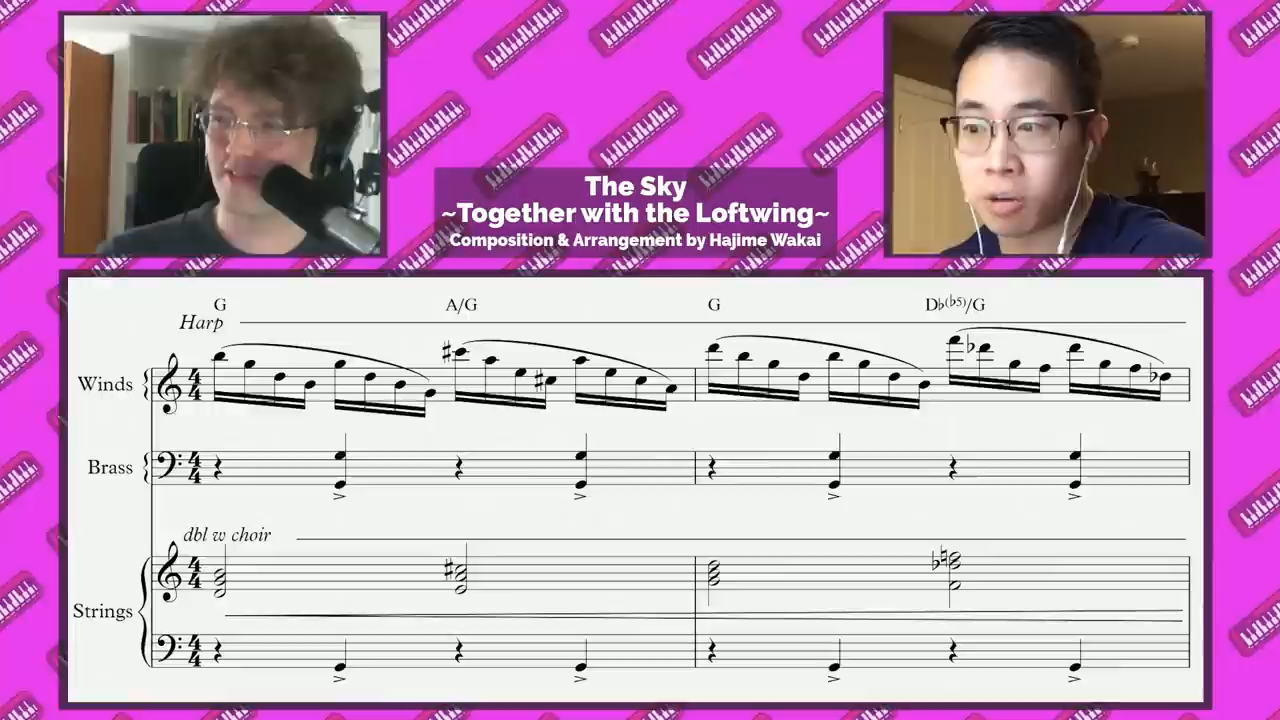 The Sky
~Together with the Loftwing~
Composition & Arrangement by Hajime Wakai
G A/G G D♭(♭5)/G
Harp
Winds
Brass
dbl w choir
Strings